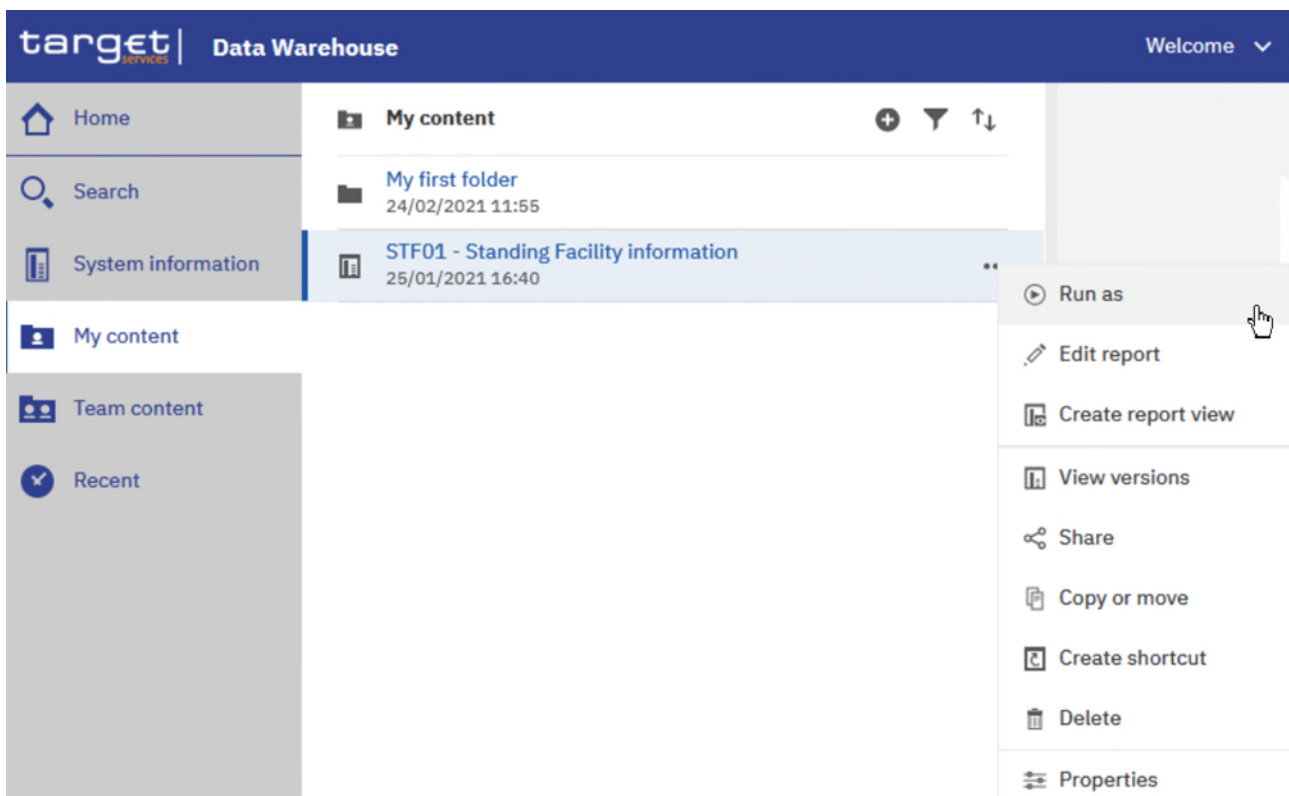 target services | Data Warehouse
Welcome
Home
Search
System information
My content
Team content
Recent
My content
My first folder
24/02/2021 11:55
STF01 - Standing Facility information
25/01/2021 16:40
Run as
Edit report
Create report view
View versions
Share
Copy or move
Create shortcut
Delete
Properties